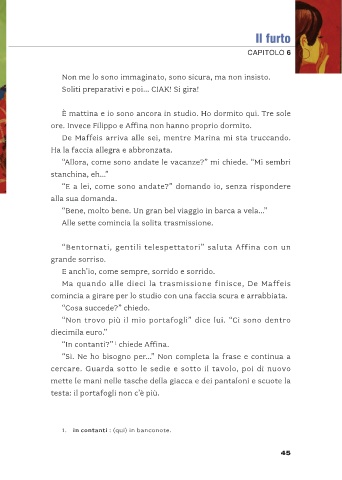 Il furto
CAPITOLO 6
Non me lo sono immaginato, sono sicura, ma non insisto.
Soliti preparativi e poi... CIAK! Si gira!
È mattina e io sono ancora in studio. Ho dormito qui. Tre sole
ore. Invece Filippo e Affina non hanno proprio dormito.
De Maffeis arriva alle sei, mentre Marina mi sta truccando.
Ha la faccia allegra e abbronzata.
“Allora, come sono andate le vacanze?” mi chiede. “Mi sembri
stanchina, eh...”
“E a lei, come sono andate?” domando io, senza rispondere
alla sua domanda.
“Bene, molto bene. Un gran bel viaggio in barca a vela...”
Alle sette comincia la solita trasmissione.
“Bentornati, gentili telespettatori” saluta Affina con un
grande sorriso.
E anch’io, come sempre, sorrido e sorrido.
Ma quando alle dieci la trasmissione finisce, De Maffeis
comincia a girare per lo studio con una faccia scura e arrabbiata.
“Cosa succede?” chiedo.
“Non trovo più il mio portafogli” dice lui. “Ci sono dentro
diecimila euro.”
“In contanti?” 1 chiede Affina.
“Sì. Ne ho bisogno per...” Non completa la frase e continua a
cercare. Guarda sotto le sedie e sotto il tavolo, poi di nuovo
mette le mani nelle tasche della giacca e dei pantaloni e scuote la
testa: il portafogli non c’è più.
1. in contanti : (qui) in banconote.
45